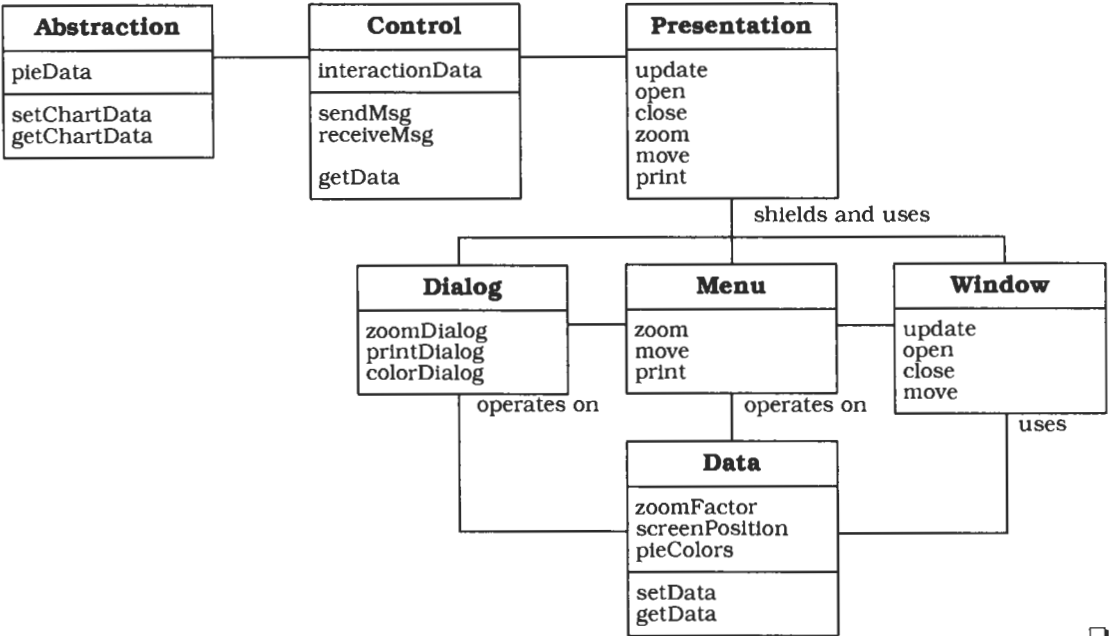 Abstraction
pieData
setChartData
getChartData
Control
interactionData
sendMsg
receiveMsg
getData
Presentation
update
open
close
zoom
move
print
shields and uses
Dialog
zoomDialog
printDialog
colorDialog
operates on
Menu
zoom
move
print
operates on
Window
update
open
close
move
uses
Data
zoomFactor
screenPosition
pieColors
setData
getData